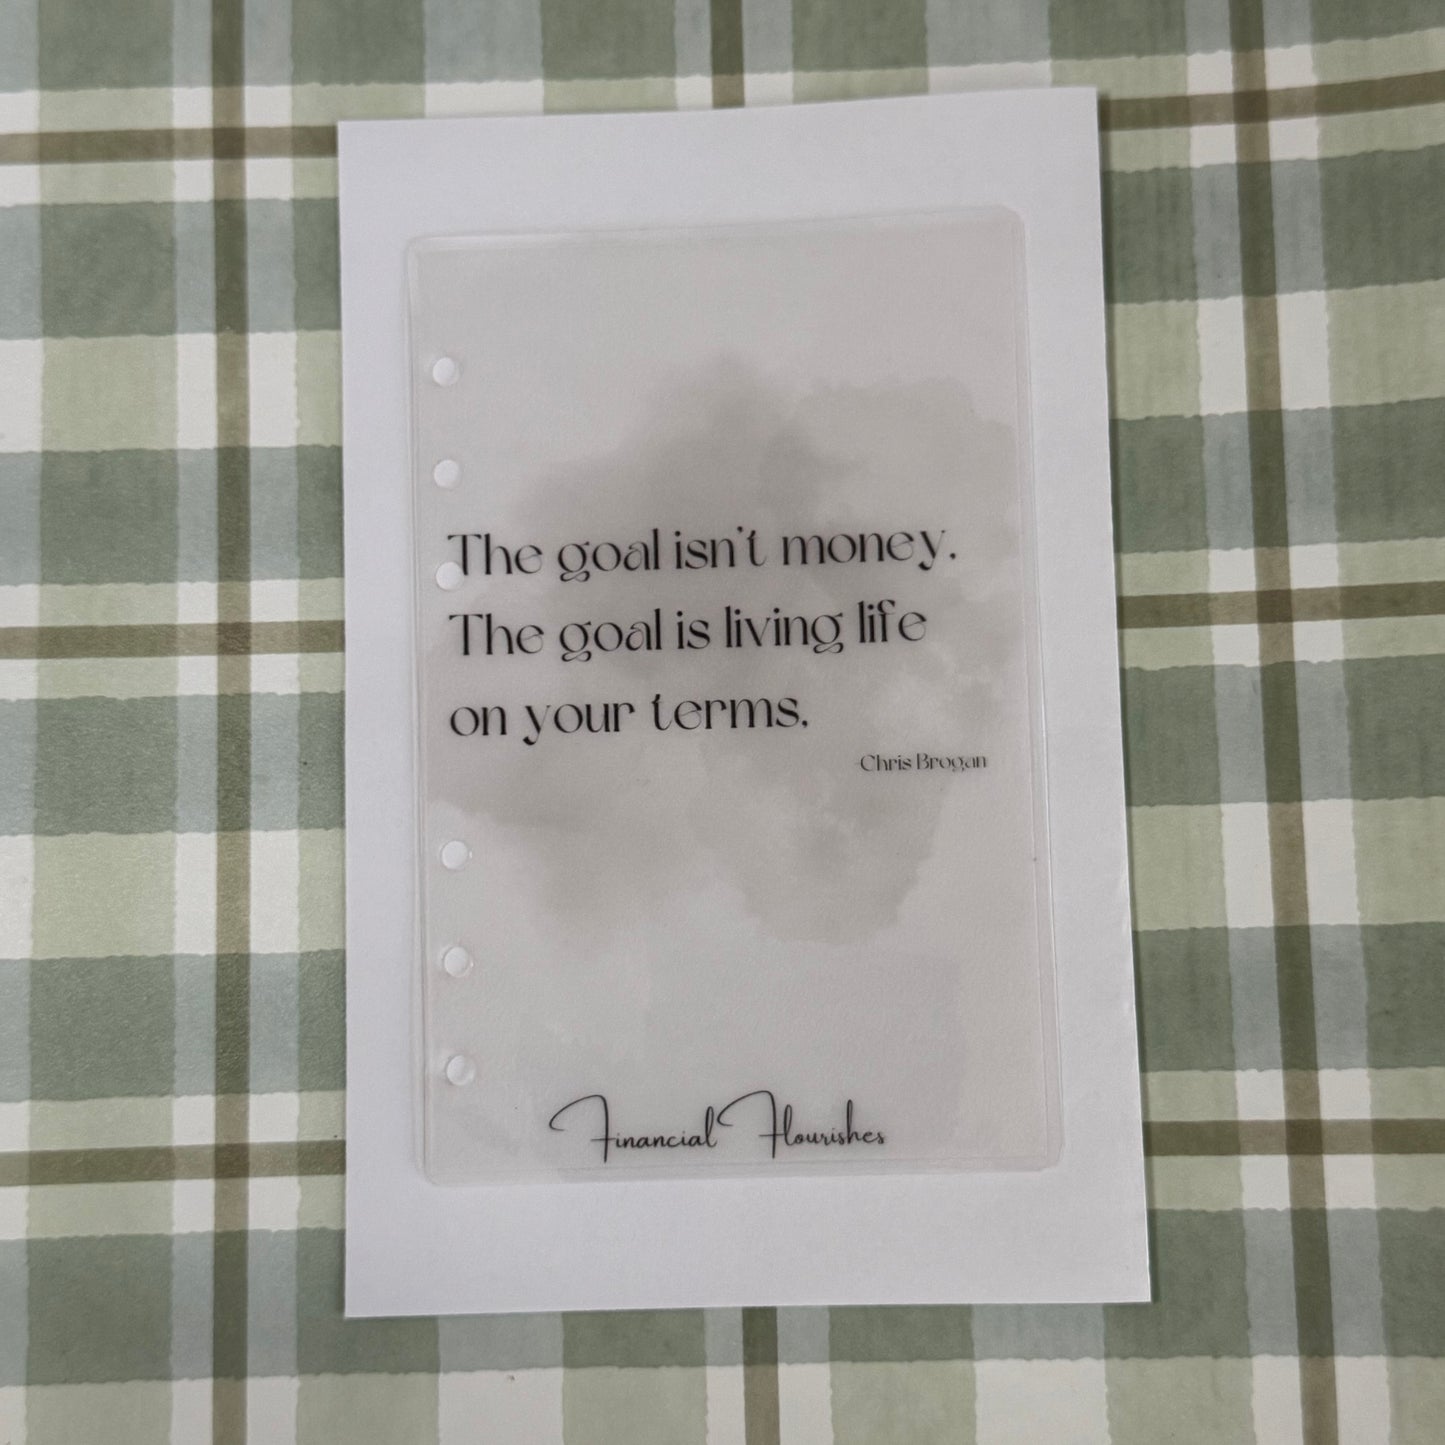 The goal isn't money.
The goal is living life
on your terms.
-Chris Brogan
Financial Flourishes